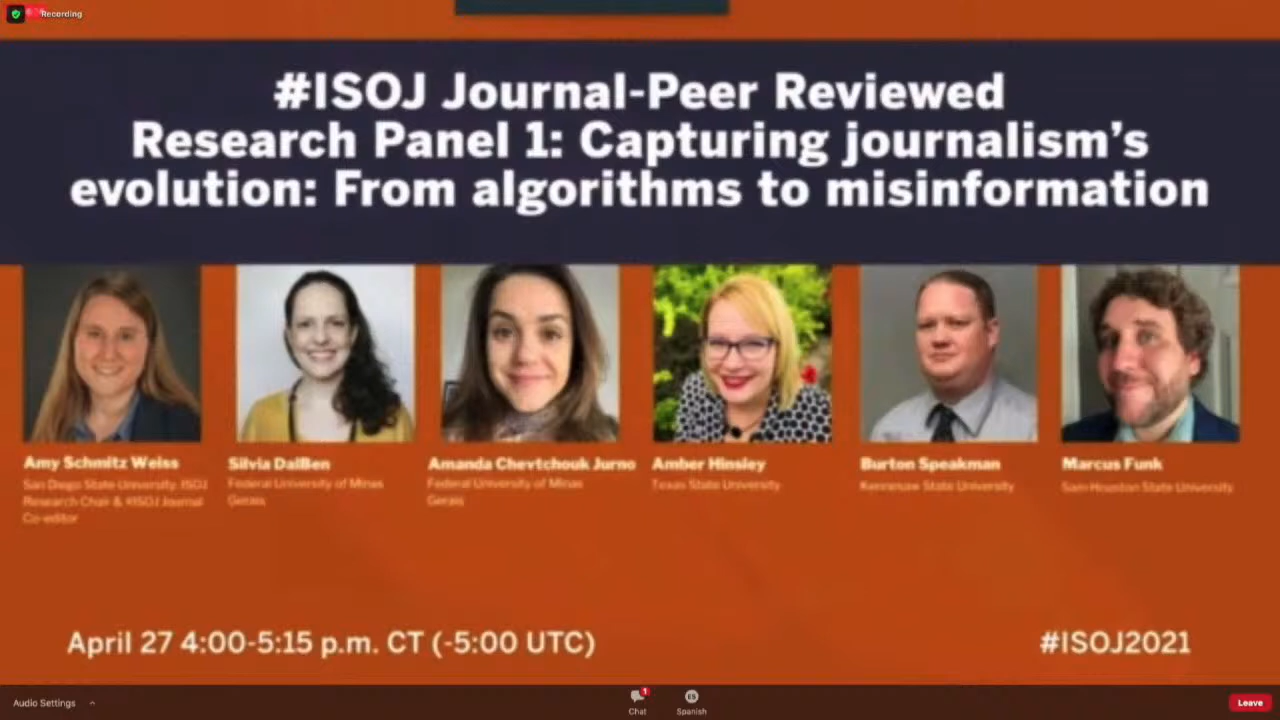 Recording
#ISOJ Journal-Peer Reviewed
Research Panel 1: Capturing journalism's
evolution: From algorithms to misinformation
Amy Schmitz Weiss
San Diego State University, ISOJ
Research Chair & #ISOJ Journal
Co-editor
Silvia DalBen
Federal University of Minas
Gerais
Amanda Chevtchouk Jurno
Federal University of Minas
Gerais
Amber Hinsley
Texas State University
Burton Speakman
Kennesaw State University
Marcus Funk
Sam Houston State University
April 27 4:00-5:15 p.m. CT (-5:00 UTC)
#ISOJ2021
Audio Settings
1
Chat
ES
Spanish
Leave